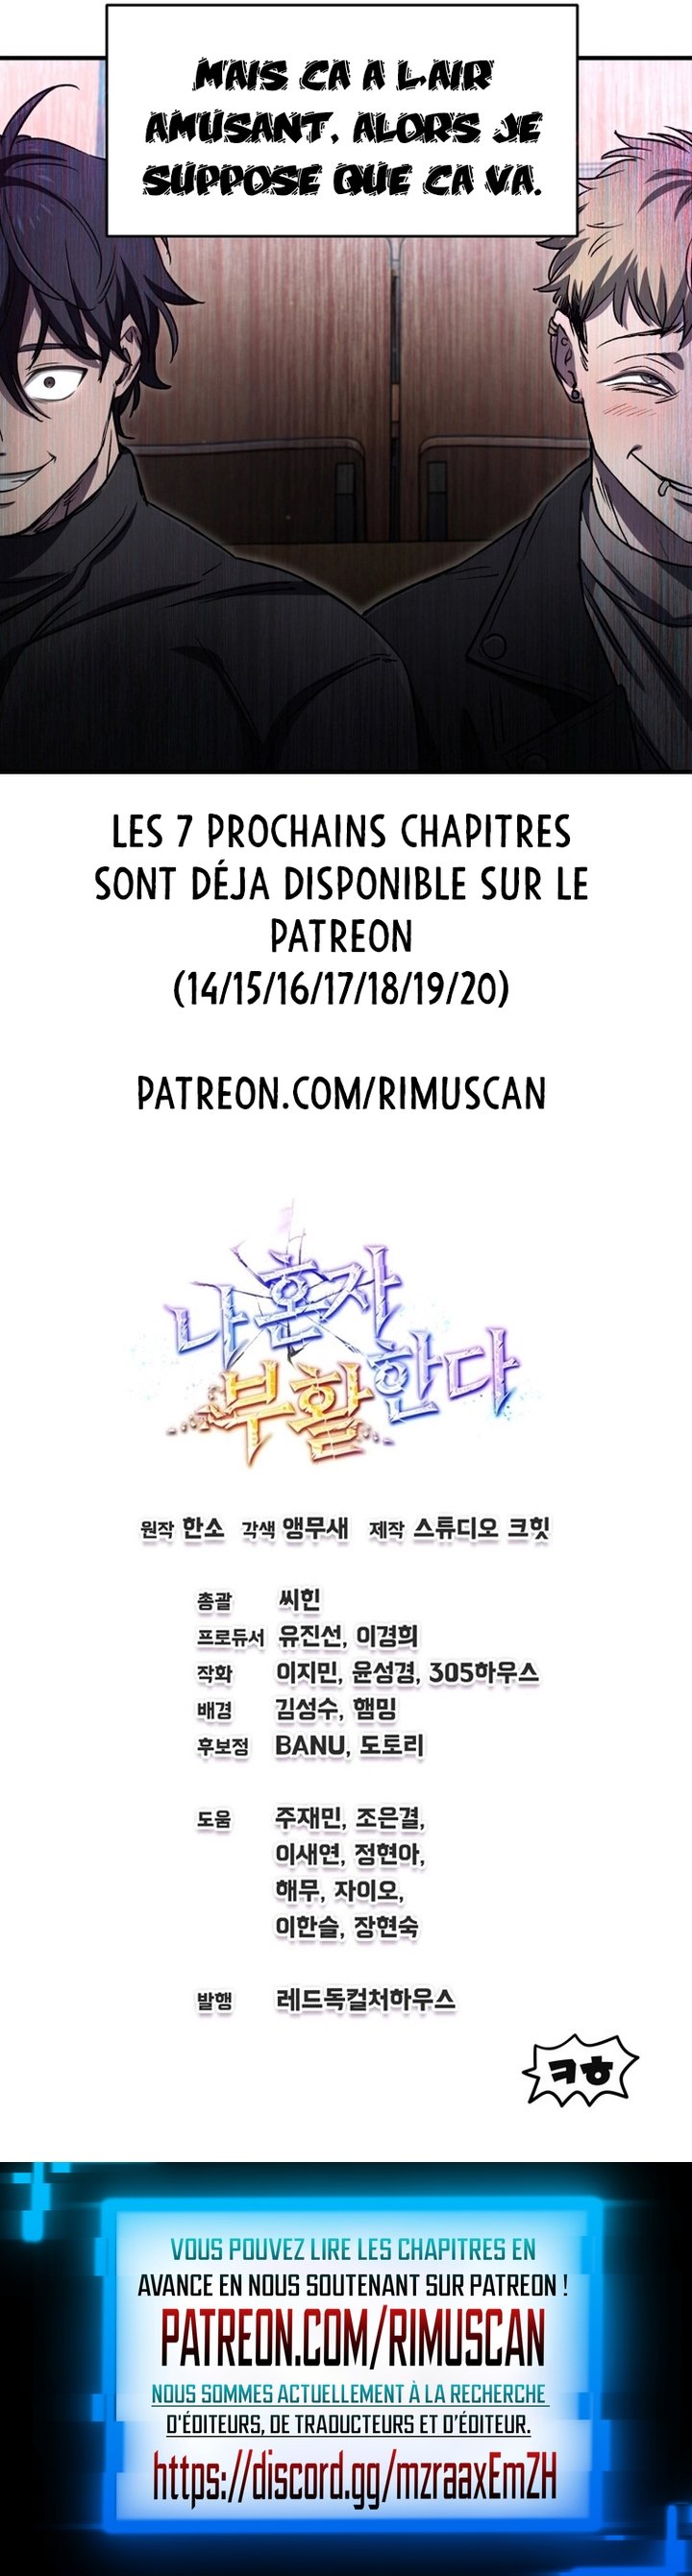 MAIS CA A L'AIR
AMUSANT, ALORS JE
SUPPOSE QUE CA VA.
LES 7 PROCHAINS CHAPITRES
SONT DÉJA DISPONIBLE SUR LE
PATREON
(14/15/16/17/18/19/20)
PATREON.COM/RIMUSCAN
나 혼자
부활한다
원작 한소 각색 앵무새 제작 스튜디오 크힛
총괄 씨힌
프로듀서 유진선, 이경희
작화 이지민, 윤성경, 305하우스
배경 김성수, 햄밍
후보정 BANU, 도토리
도움 주재민, 조은결,
이새연, 정현아,
해무, 자이오,
이한슬, 장현숙
발행 레드독컬처하우스
ㅋㅎ
VOUS POUVEZ LIRE LES CHAPITRES EN
AVANCE EN NOUS SOUTENANT SUR PATREON !
PATREON.COM/RIMUSCAN
NOUS SOMMES ACTUELLEMENT À LA RECHERCHE
D'ÉDITEURS, DE TRADUCTEURS ET D'ÉDITEUR.
https://discord.gg/mzraaxEmZH